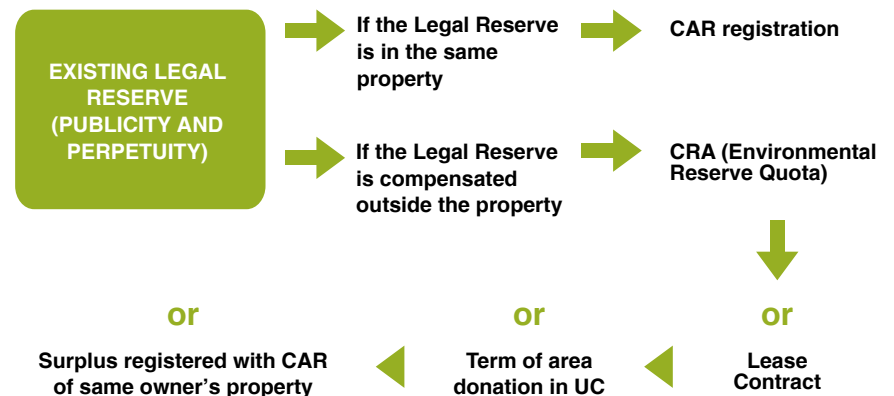 EXISTING LEGAL
RESERVE
(PUBLICITY AND
PERPETUITY)
If the Legal Reserve
is in the same
property
CAR registration
If the Legal Reserve
is compensated
outside the property
CRA (Environmental
Reserve Quota)
or
Lease
Contract
or
Term of area
donation in UC
or
Surplus registered with CAR
of same owner's property